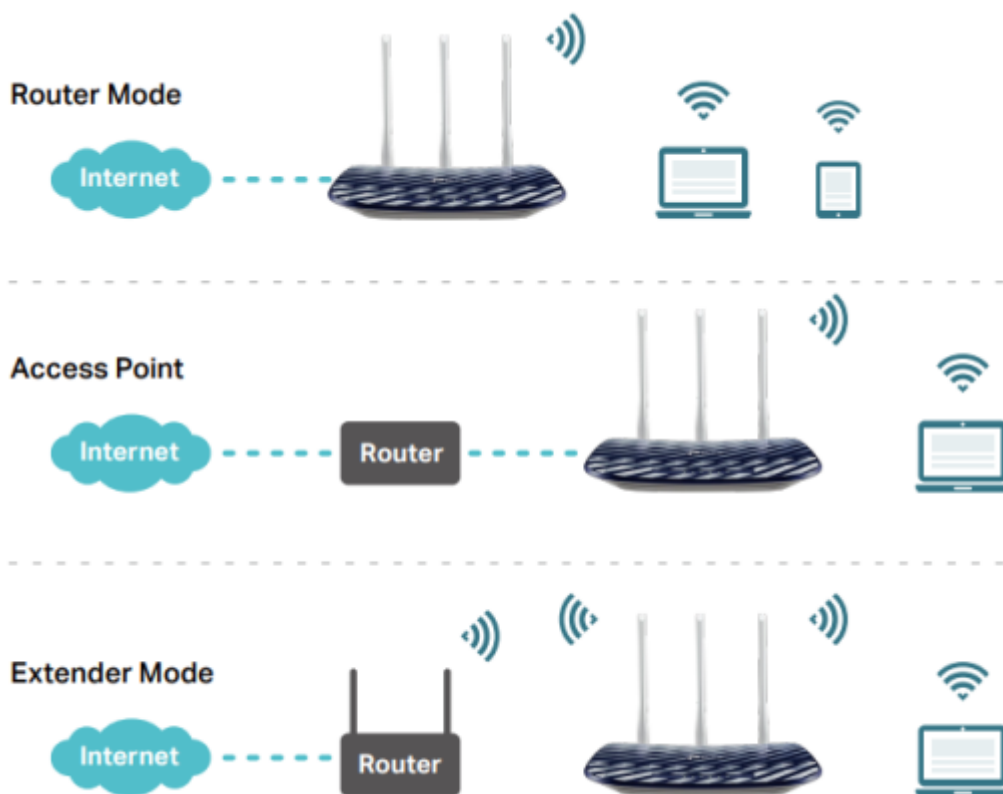 Router Mode
Internet
Access Point
Internet
Router
Extender Mode
Internet
Router